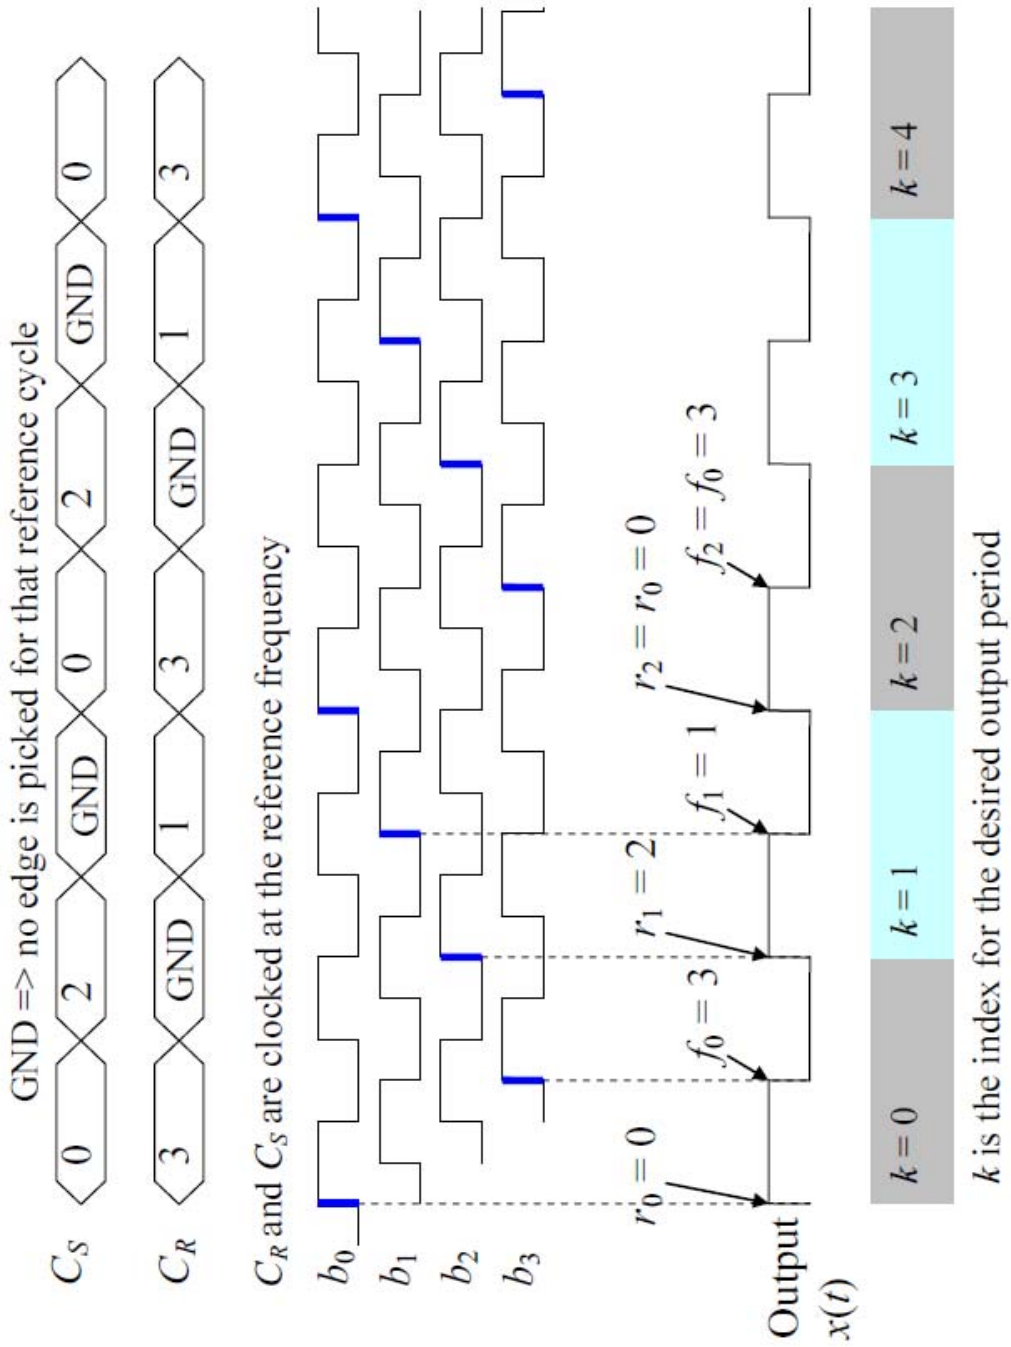 GND => no edge is picked for that reference cycle
C_S 0 2 GND 0 2 GND 0
C_R 3 GND 1 3 GND 1 3
C_R and C_S are clocked at the reference frequency
b_0
b_1
b_2
b_3
r_0 = 0 r_1 = 2 r_2 = r_0 = 0
f_0 = 3 f_1 = 1 f_2 = f_0 = 3
Output
x(t)
k = 0 k = 1 k = 2 k = 3 k = 4
k is the index for the desired output period